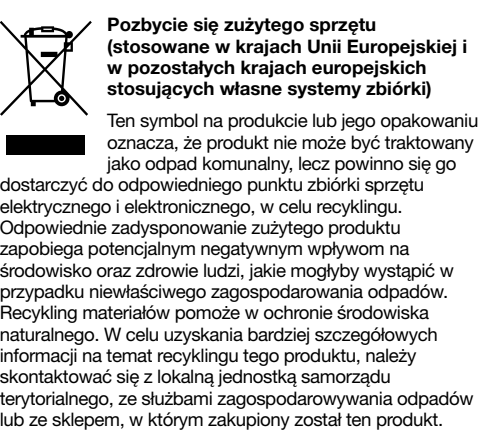 Pozbycie się zużytego sprzętu
(stosowane w krajach Unii Europejskiej i
w pozostałych krajach europejskich
stosujących własne systemy zbiórki)
Ten symbol na produkcie lub jego opakowaniu
oznacza, że produkt nie może być traktowany
jako odpad komunalny, lecz powinno się go
dostarczyć do odpowiedniego punktu zbiórki sprzętu
elektrycznego i elektronicznego, w celu recyklingu.
Odpowiednie zadysponowanie zużytego produktu
zapobiega potencjalnym negatywnym wpływom na
środowisko oraz zdrowie ludzi, jakie mogłyby wystąpić w
przypadku niewłaściwego zagospodarowania odpadów.
Recykling materiałów pomoże w ochronie środowiska
naturalnego. W celu uzyskania bardziej szczegółowych
informacji na temat recyklingu tego produktu, należy
skontaktować się z lokalną jednostką samorządu
terytorialnego, ze służbami zagospodarowywania odpadów
lub ze sklepem, w którym zakupiony został ten produkt.